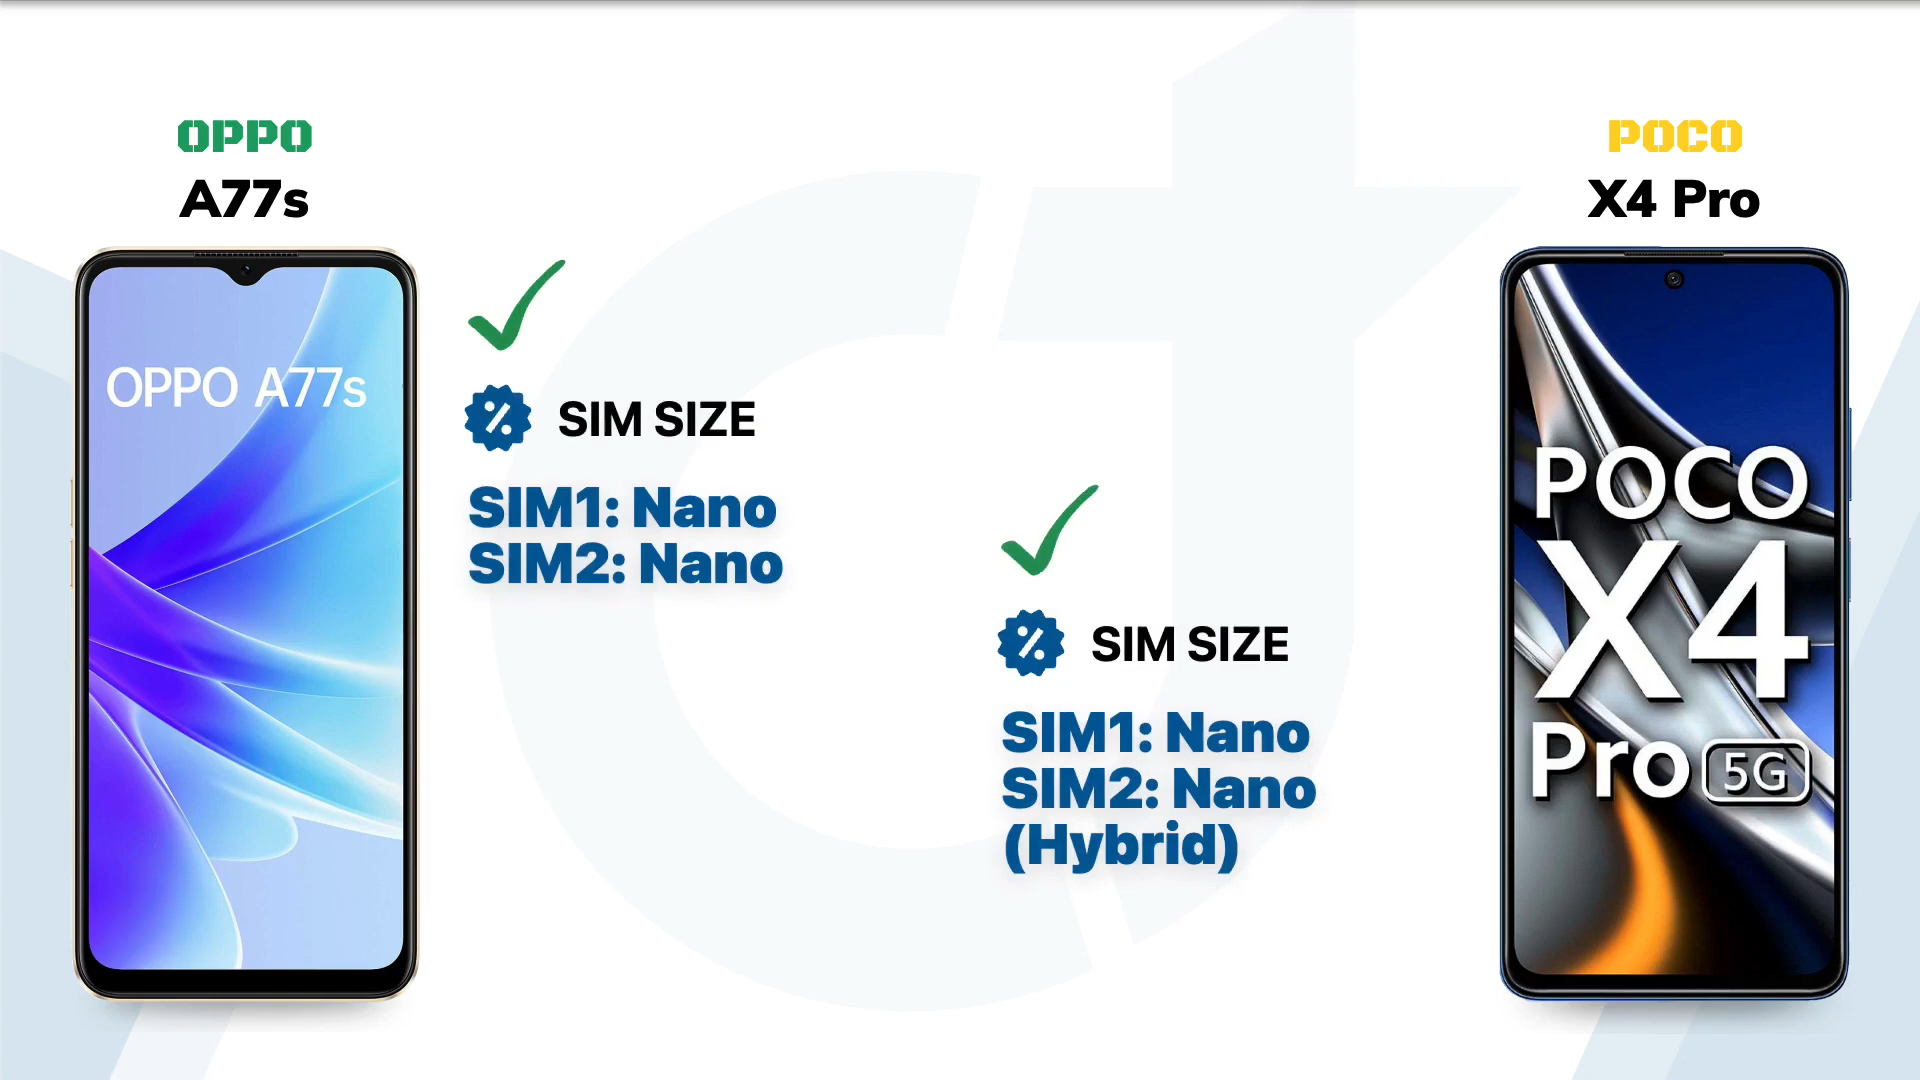 OPPO
A77s
OPPO A77s
SIM SIZE
SIM1: Nano
SIM2: Nano
SIM SIZE
SIM1: Nano
SIM2: Nano
(Hybrid)
POCO
X4 Pro
POCO
X4
Pro 5G